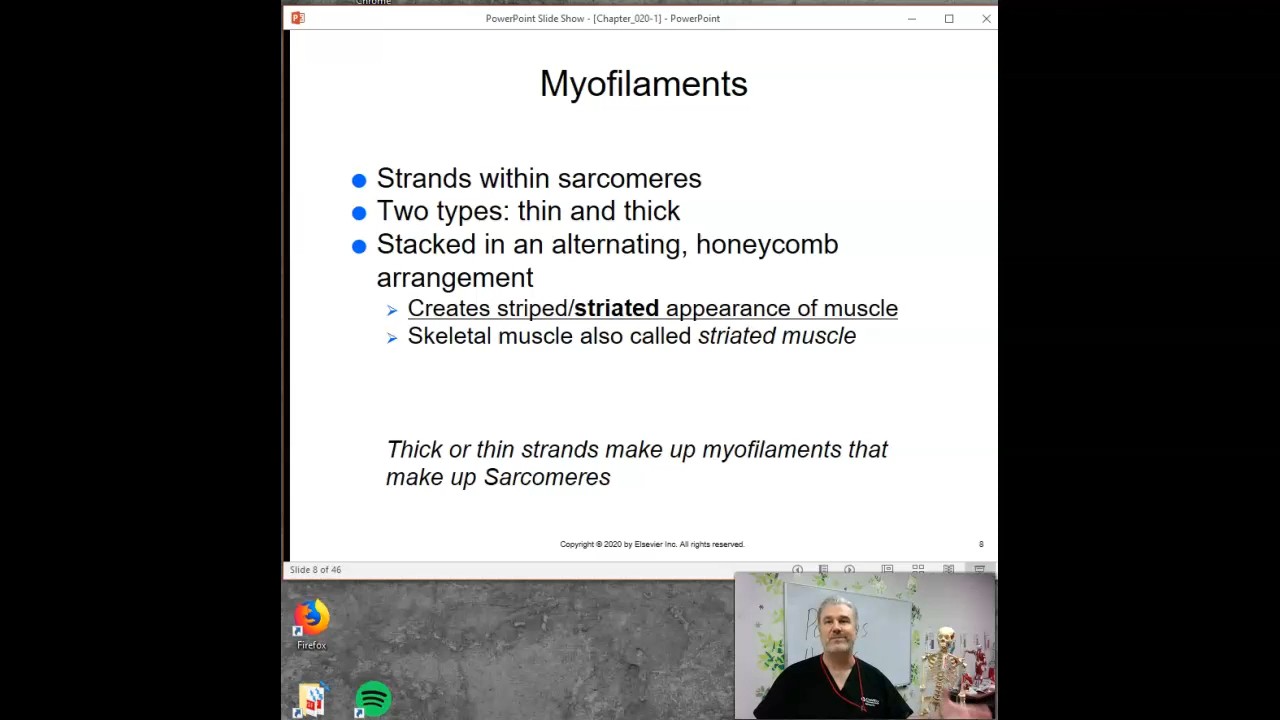 PowerPoint Slide Show - [Chapter_020-1] - PowerPoint
Myofilaments
Strands within sarcomeres
Two types: thin and thick
Stacked in an alternating, honeycomb
arrangement
Creates striped/striated appearance of muscle
Skeletal muscle also called striated muscle
Thick or thin strands make up myofilaments that
make up Sarcomeres
Copyright © 2020 by Elsevier Inc. All rights reserved.
8
Slide 8 of 46
Firefox